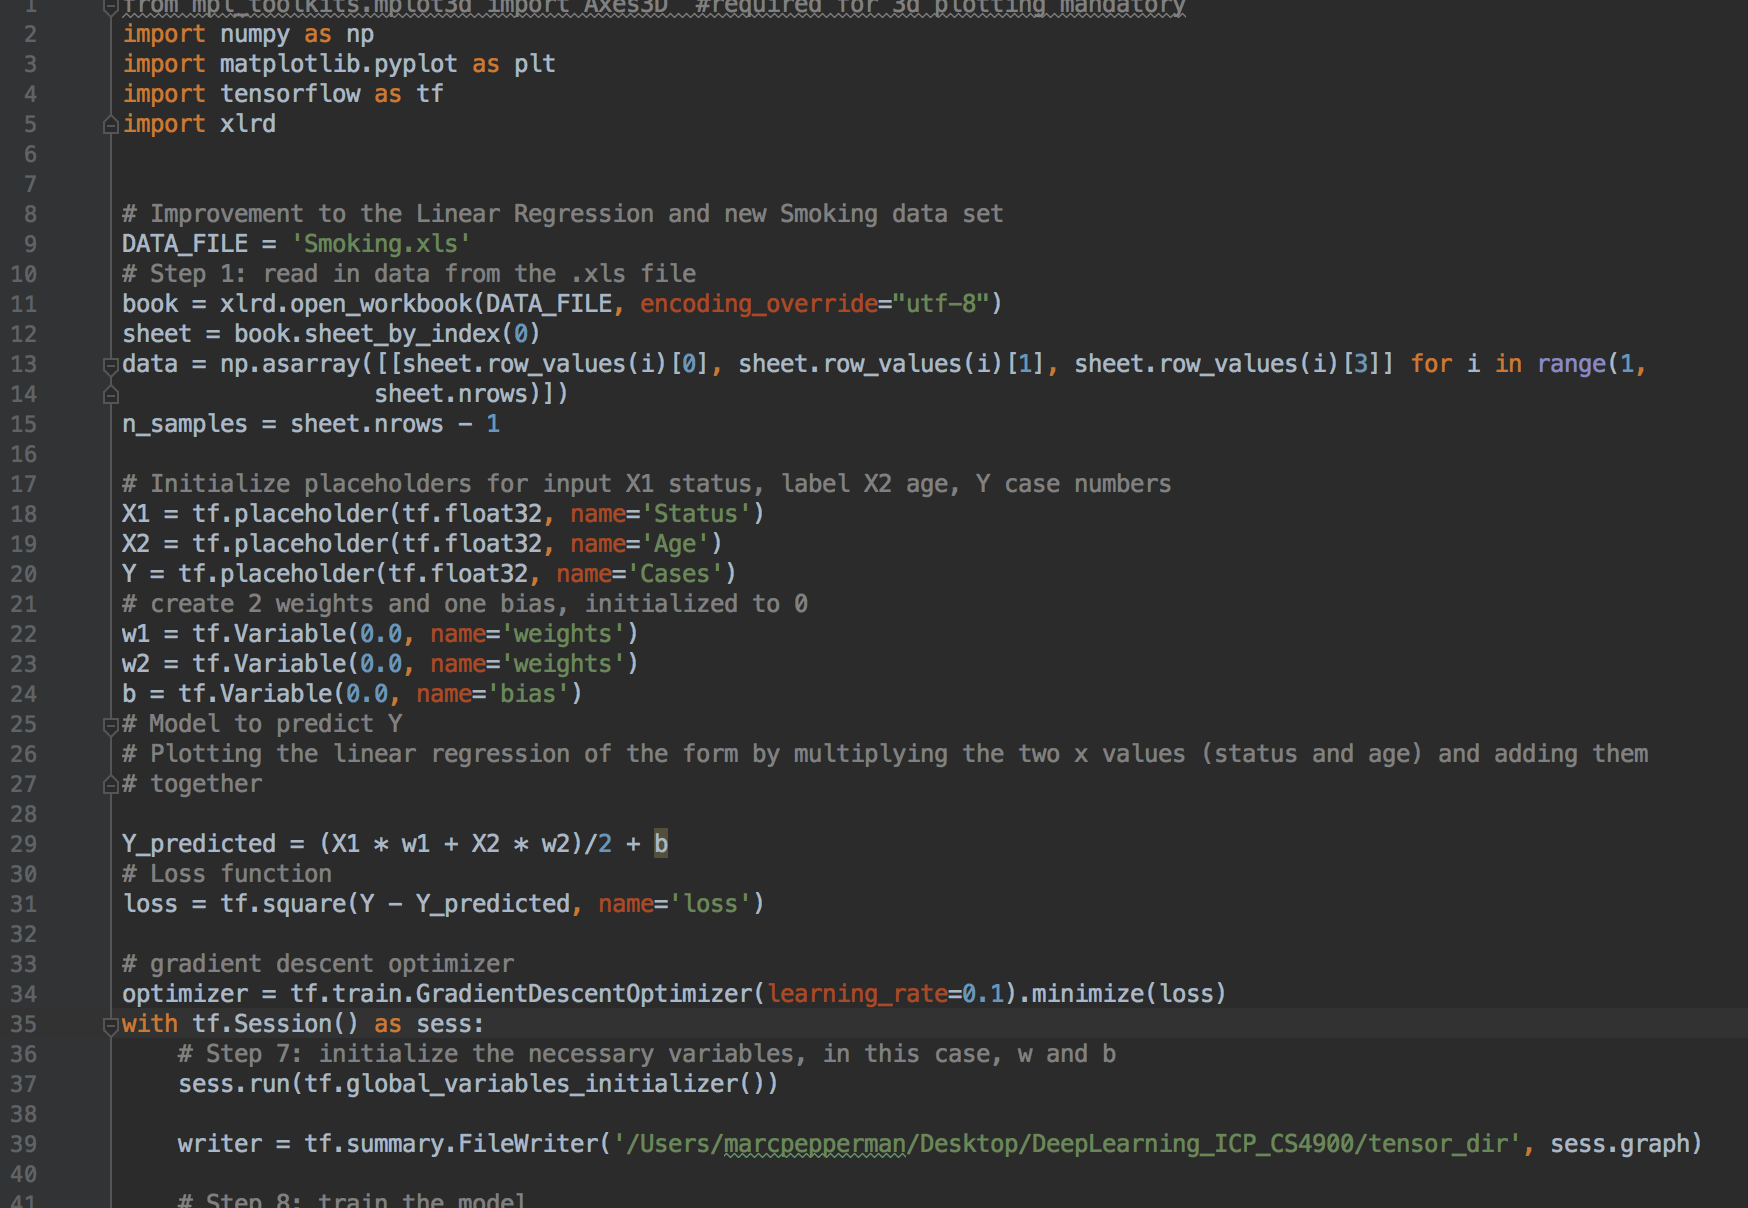 1 from mpl_toolkits.mplot3d import Axes3D  #required for 3d plotting mandatory
2 import numpy as np
3 import matplotlib.pyplot as plt
4 import tensorflow as tf
5 import xlrd
6
7
8 # Improvement to the Linear Regression and new Smoking data set
9 DATA_FILE = 'Smoking.xls'
10 # Step 1: read in data from the .xls file
11 book = xlrd.open_workbook(DATA_FILE, encoding_override="utf-8")
12 sheet = book.sheet_by_index(0)
13 data = np.asarray([[sheet.row_values(i)[0], sheet.row_values(i)[1], sheet.row_values(i)[3]] for i in range(1,
14                   sheet.nrows)])
15 n_samples = sheet.nrows - 1
16
17 # Initialize placeholders for input X1 status, label X2 age, Y case numbers
18 X1 = tf.placeholder(tf.float32, name='Status')
19 X2 = tf.placeholder(tf.float32, name='Age')
20 Y = tf.placeholder(tf.float32, name='Cases')
21 # create 2 weights and one bias, initialized to 0
22 w1 = tf.Variable(0.0, name='weights')
23 w2 = tf.Variable(0.0, name='weights')
24 b = tf.Variable(0.0, name='bias')
25 # Model to predict Y
26 # Plotting the linear regression of the form by multiplying the two x values (status and age) and adding them
27 # together
28
29 Y_predicted = (X1 * w1 + X2 * w2)/2 + b
30 # Loss function
31 loss = tf.square(Y - Y_predicted, name='loss')
32
33 # gradient descent optimizer
34 optimizer = tf.train.GradientDescentOptimizer(learning_rate=0.1).minimize(loss)
35 with tf.Session() as sess:
36     # Step 7: initialize the necessary variables, in this case, w and b
37     sess.run(tf.global_variables_initializer())
38
39     writer = tf.summary.FileWriter('/Users/marcpepperman/Desktop/DeepLearning_ICP_CS4900/tensor_dir', sess.graph)
40
41     # Step 8: train the model